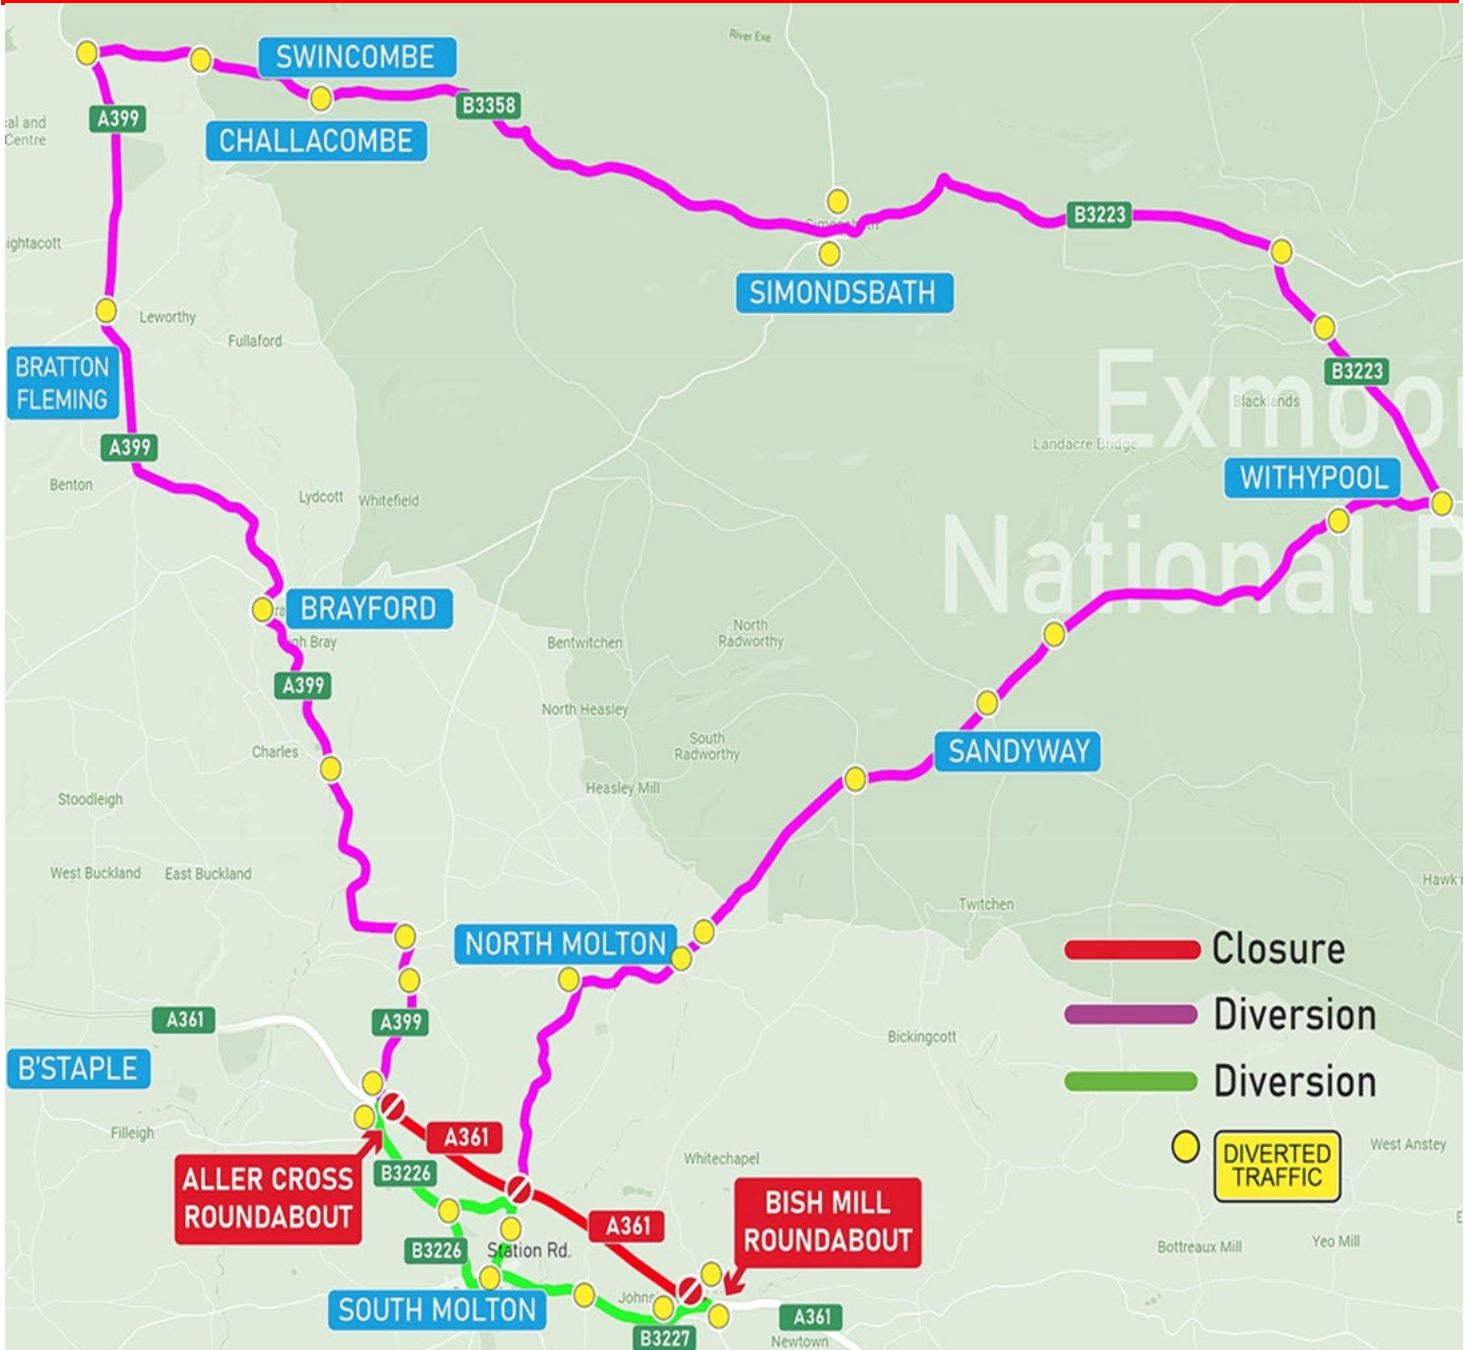 River Exe
SWINCOMBE
B3358
A399
CHALLACOMBE
Centre
B3223
SIMONDSBATH
Leworthy
Fullaford
BRATTON
FLEMING
B3223
Exmoor
Blacklands
A399
Landacre Bridge
WITHYPOOL
Benton
Lydcott
Whitefield
National P
BRAYFORD
North
Radworthy
Bentwitchen
A399
North Heasley
Charles
South
Radworthy
SANDYWAY
Heasley Mill
Stoodleigh
West Buckland
East Buckland
Twitchen
NORTH MOLTON
Closure
Diversion
Diversion
A361
A399
Bickingcott
B'STAPLE
Filleigh
A361
DIVERTED
TRAFFIC
West Anstey
Whitechapel
B3226
ALLER CROSS
ROUNDABOUT
BISH MILL
ROUNDABOUT
A361
B3226
Station Rd.
Bottreaux Mill
Yeo Mill
SOUTH MOLTON
A361
B3227
Newtown